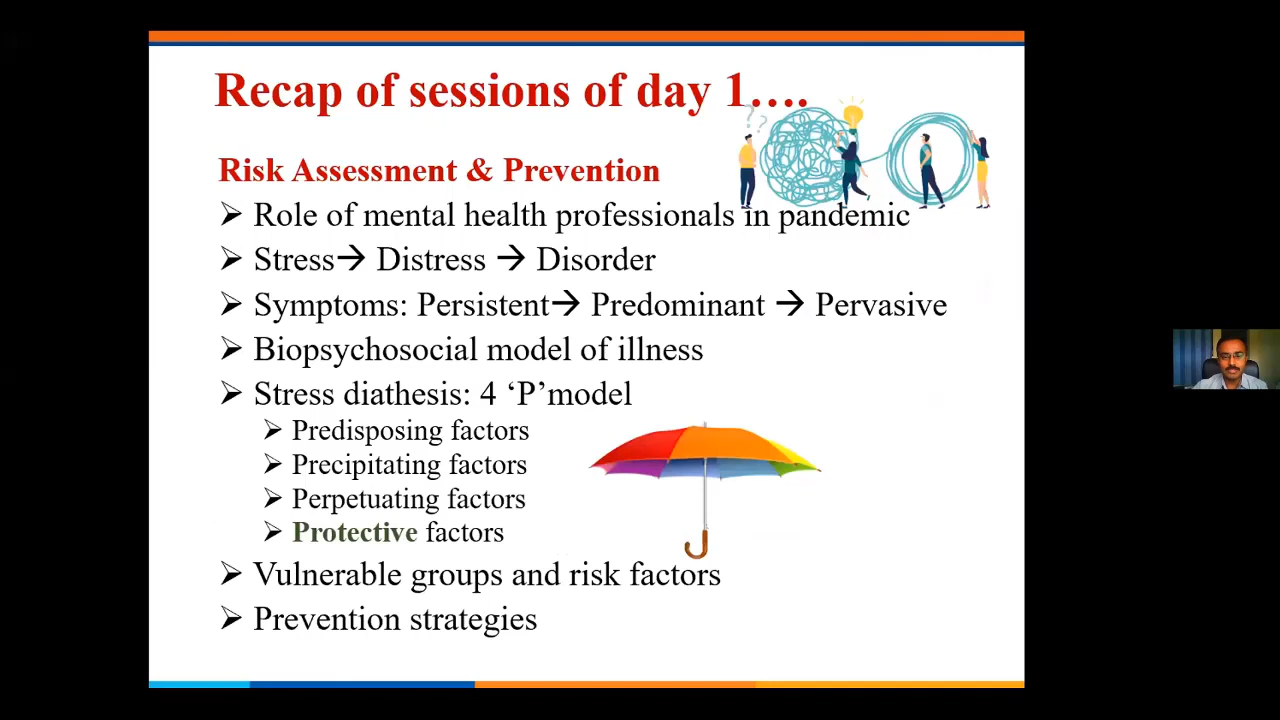 Recap of sessions of day 1....
Risk Assessment & Prevention
➢ Role of mental health professionals in pandemic
➢ Stress→ Distress → Disorder
➢ Symptoms: Persistent→ Predominant → Pervasive
➢ Biopsychosocial model of illness
➢ Stress diathesis: 4 ‘P’model
➢ Predisposing factors
➢ Precipitating factors
➢ Perpetuating factors
➢ Protective factors
➢ Vulnerable groups and risk factors
➢ Prevention strategies